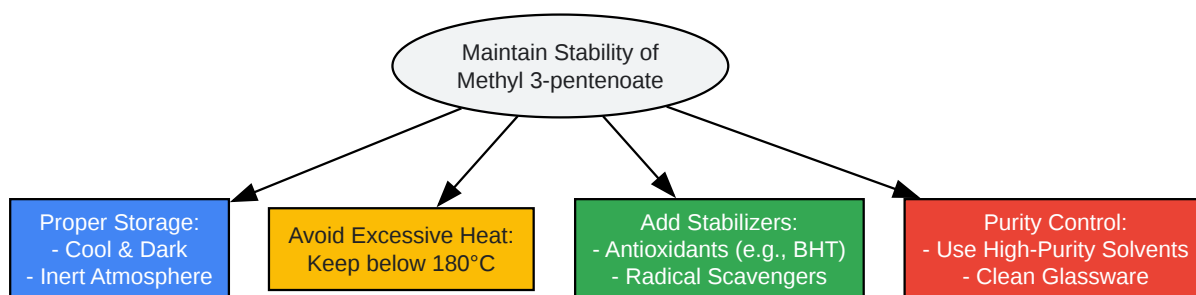 Maintain Stability of
Methyl 3-pentenoate
Proper Storage:
- Cool & Dark
- Inert Atmosphere
Avoid Excessive Heat:
Keep below 180°C
Add Stabilizers:
- Antioxidants (e.g., BHT)
- Radical Scavengers
Purity Control:
- Use High-Purity Solvents
- Clean Glassware